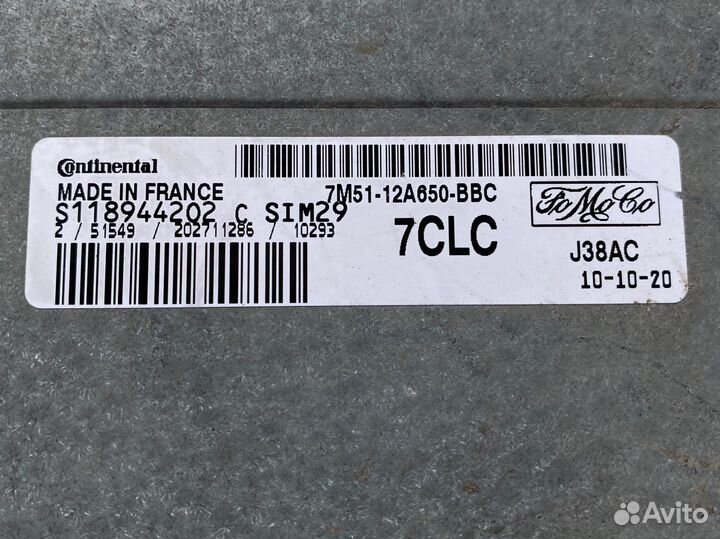 Continental
MADE IN FRANCE
7M51-12A650-BBC
S118944202 C SIM29
2 / 51549 / 202711286 / 10293
7CLC
FoMoCo
J38AC
10-10-20
Avito